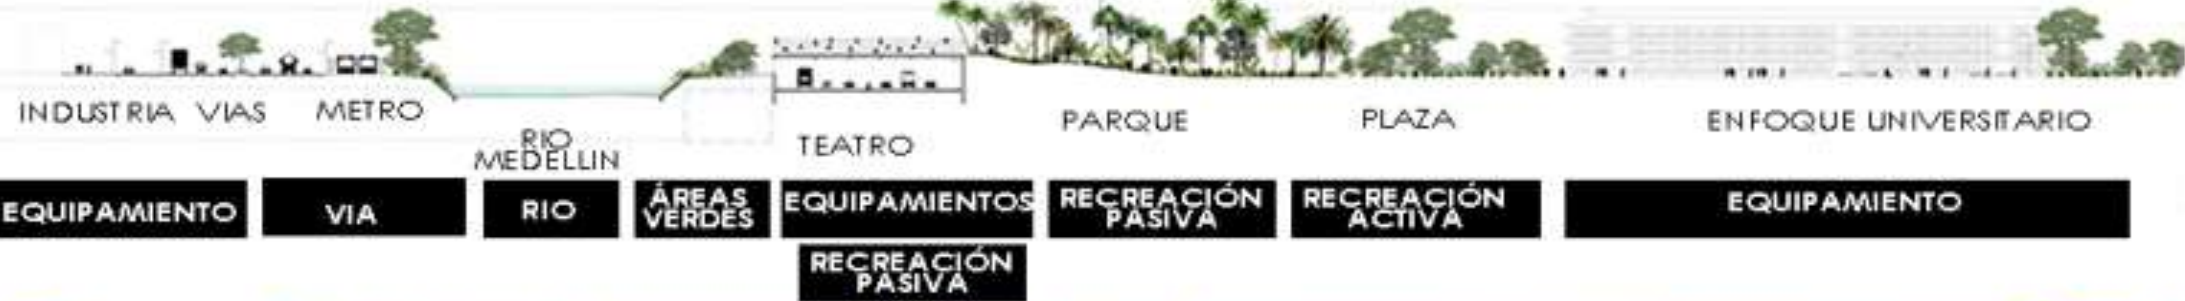 INDUSTRIA VIAS METRO
RIO
MEDELLIN
TEATRO
PARQUE
PLAZA
ENFOQUE UNIVERSITARIO
EQUIPAMIENTO
VIA
RIO
ÁREAS
VERDES
EQUIPAMIENTOS
RECREACIÓN
PASIVA
RECREACIÓN
ACTIVA
EQUIPAMIENTO
RECREACIÓN
PASIVA